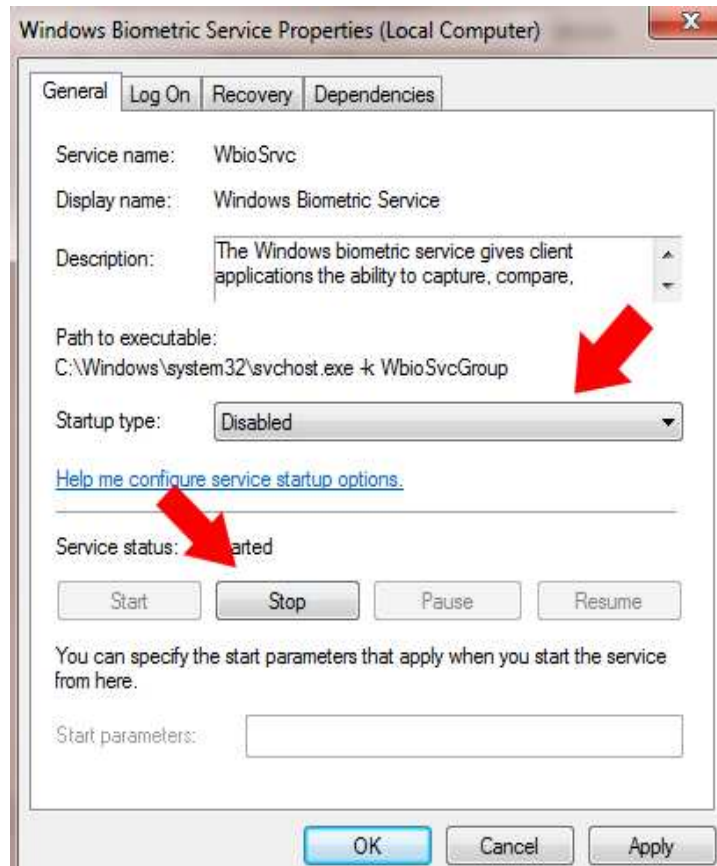 Windows Biometric Service Properties (Local Computer)
General Log On Recovery Dependencies
Service name: WbioSrvc
Display name: Windows Biometric Service
Description: The Windows biometric service gives client
applications the ability to capture, compare,
Path to executable:
C:\Windows\system32\svchost.exe -k WbioSvcGroup
Startup type: Disabled
Help me configure service startup options.
Service status: arted
Start Stop Pause Resume
You can specify the start parameters that apply when you start the service
from here.
Start parameters:
OK Cancel Apply